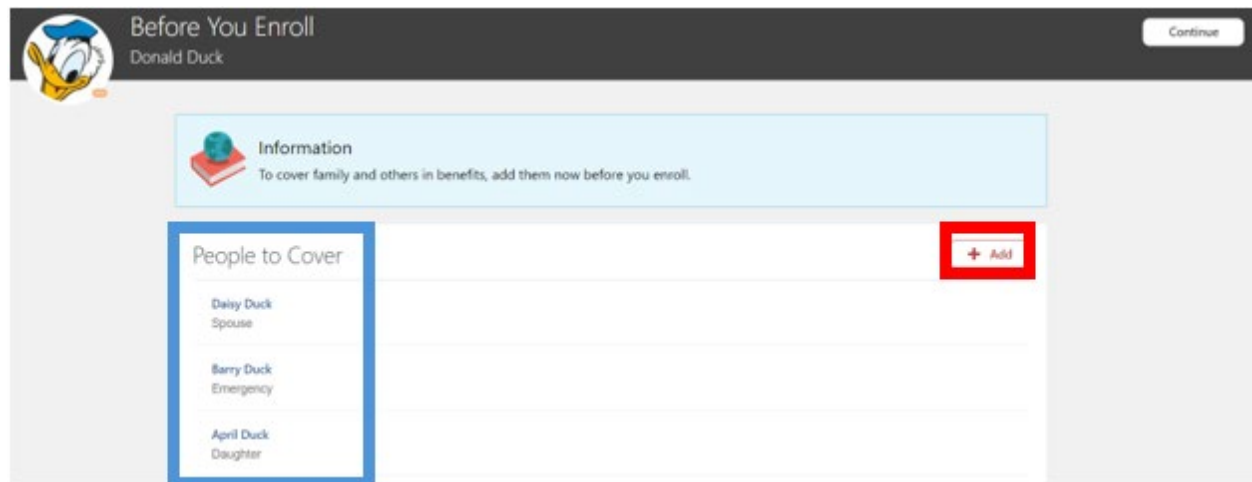 Before You Enroll
Continue
Donald Duck
Information
To cover family and others in benefits, add them now before you enroll.
People to Cover
+ Add
Daisy Duck
Spouse
Barry Duck
Emergency
April Duck
Daughter